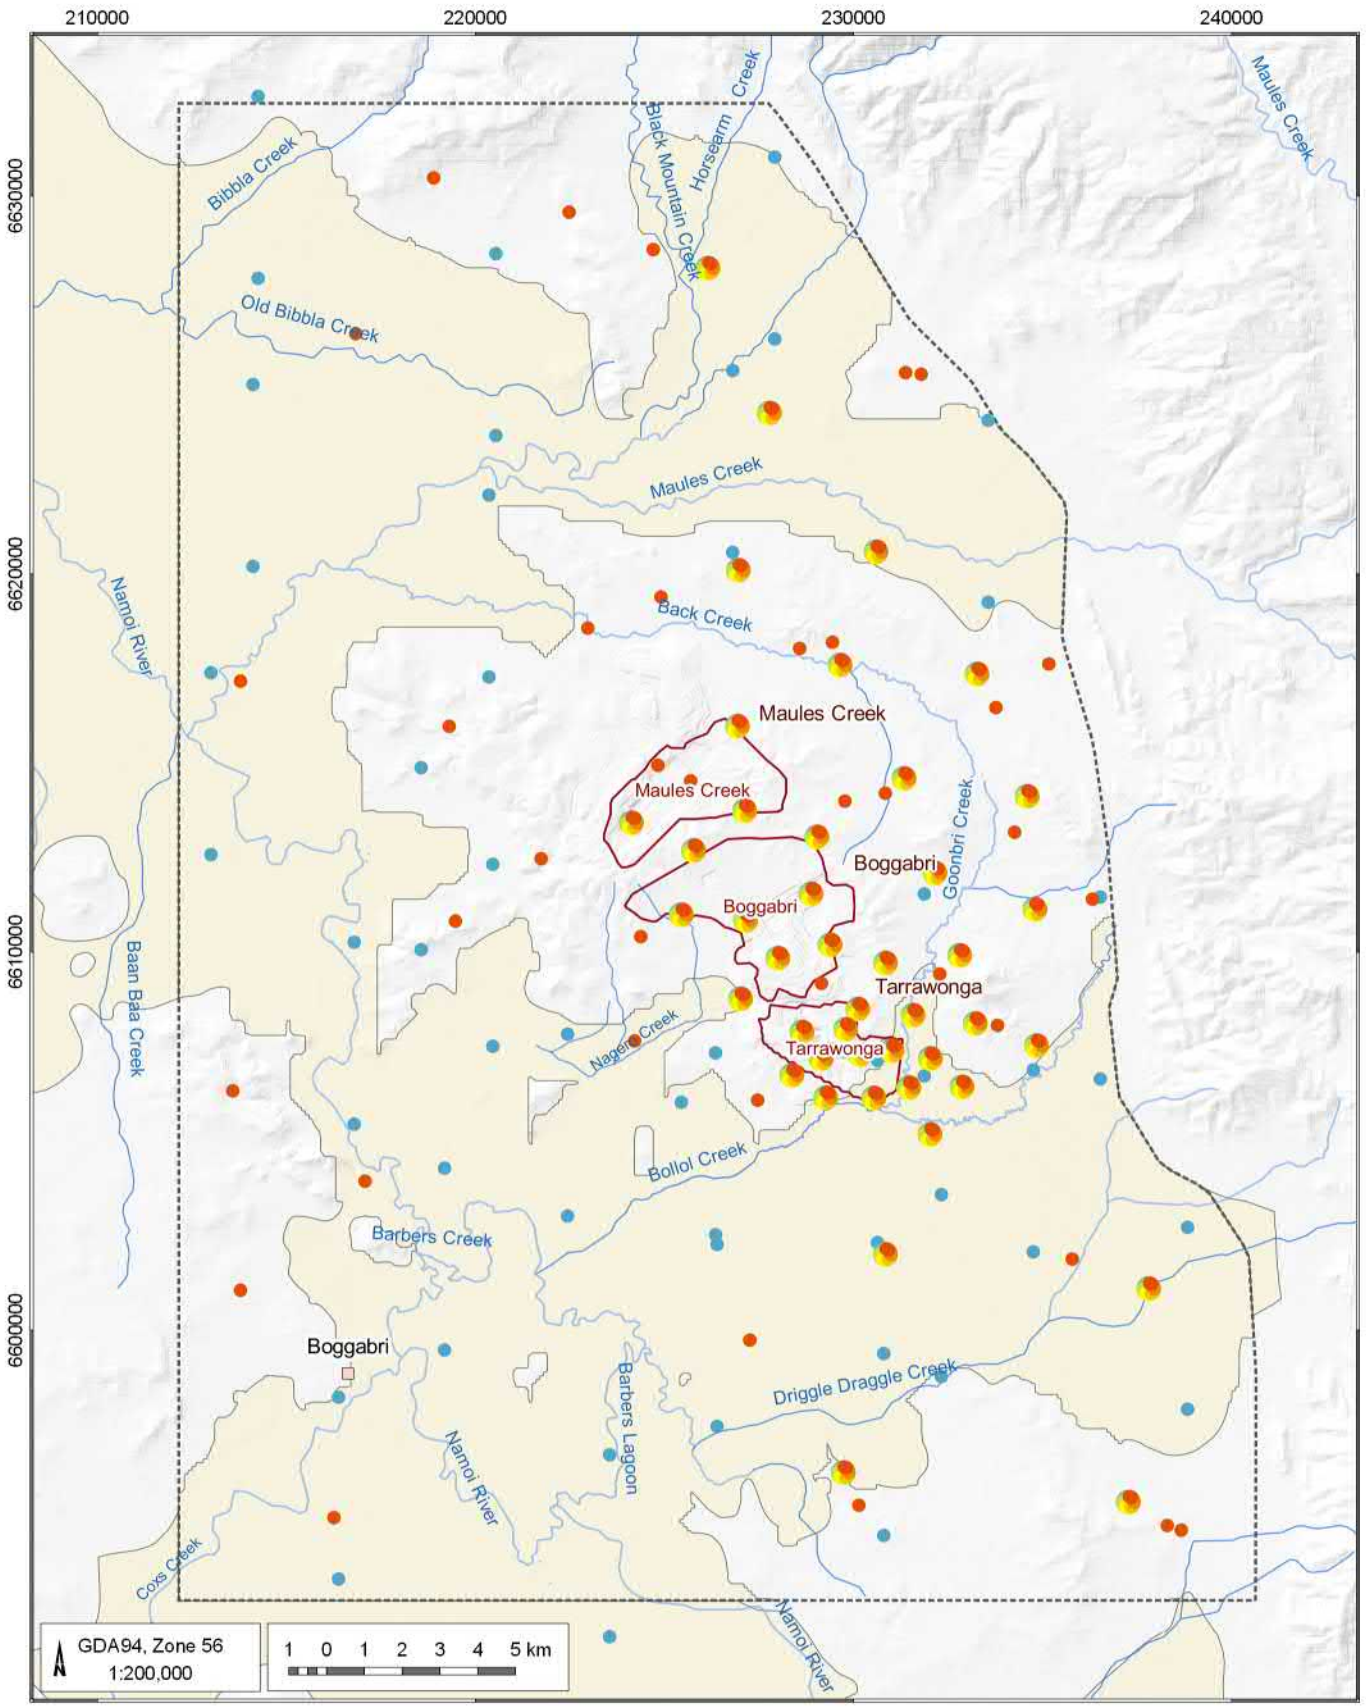 210000
220000
230000
240000
6630000
6620000
6610000
6600000
Maules Creek
Horsearm Creek
Black Mountain Creek
Bibbla Creek
Old Bibbla Creek
Maules Creek
Namoi River
Back Creek
Maules Creek
Maules Creek
Goonbri Creek
Boggabri
Boggabri
Baan Baa Creek
Tarrawonga
Nagero Creek
Tarrawonga
Bollol Creek
Barbers Creek
Boggabri
Driggle Draggle Creek
Barbers Lagoon
Namoi River
Coxs Creek
Namoi River
GDA94, Zone 56
1:200,000
1 0 1 2 3 4 5 km